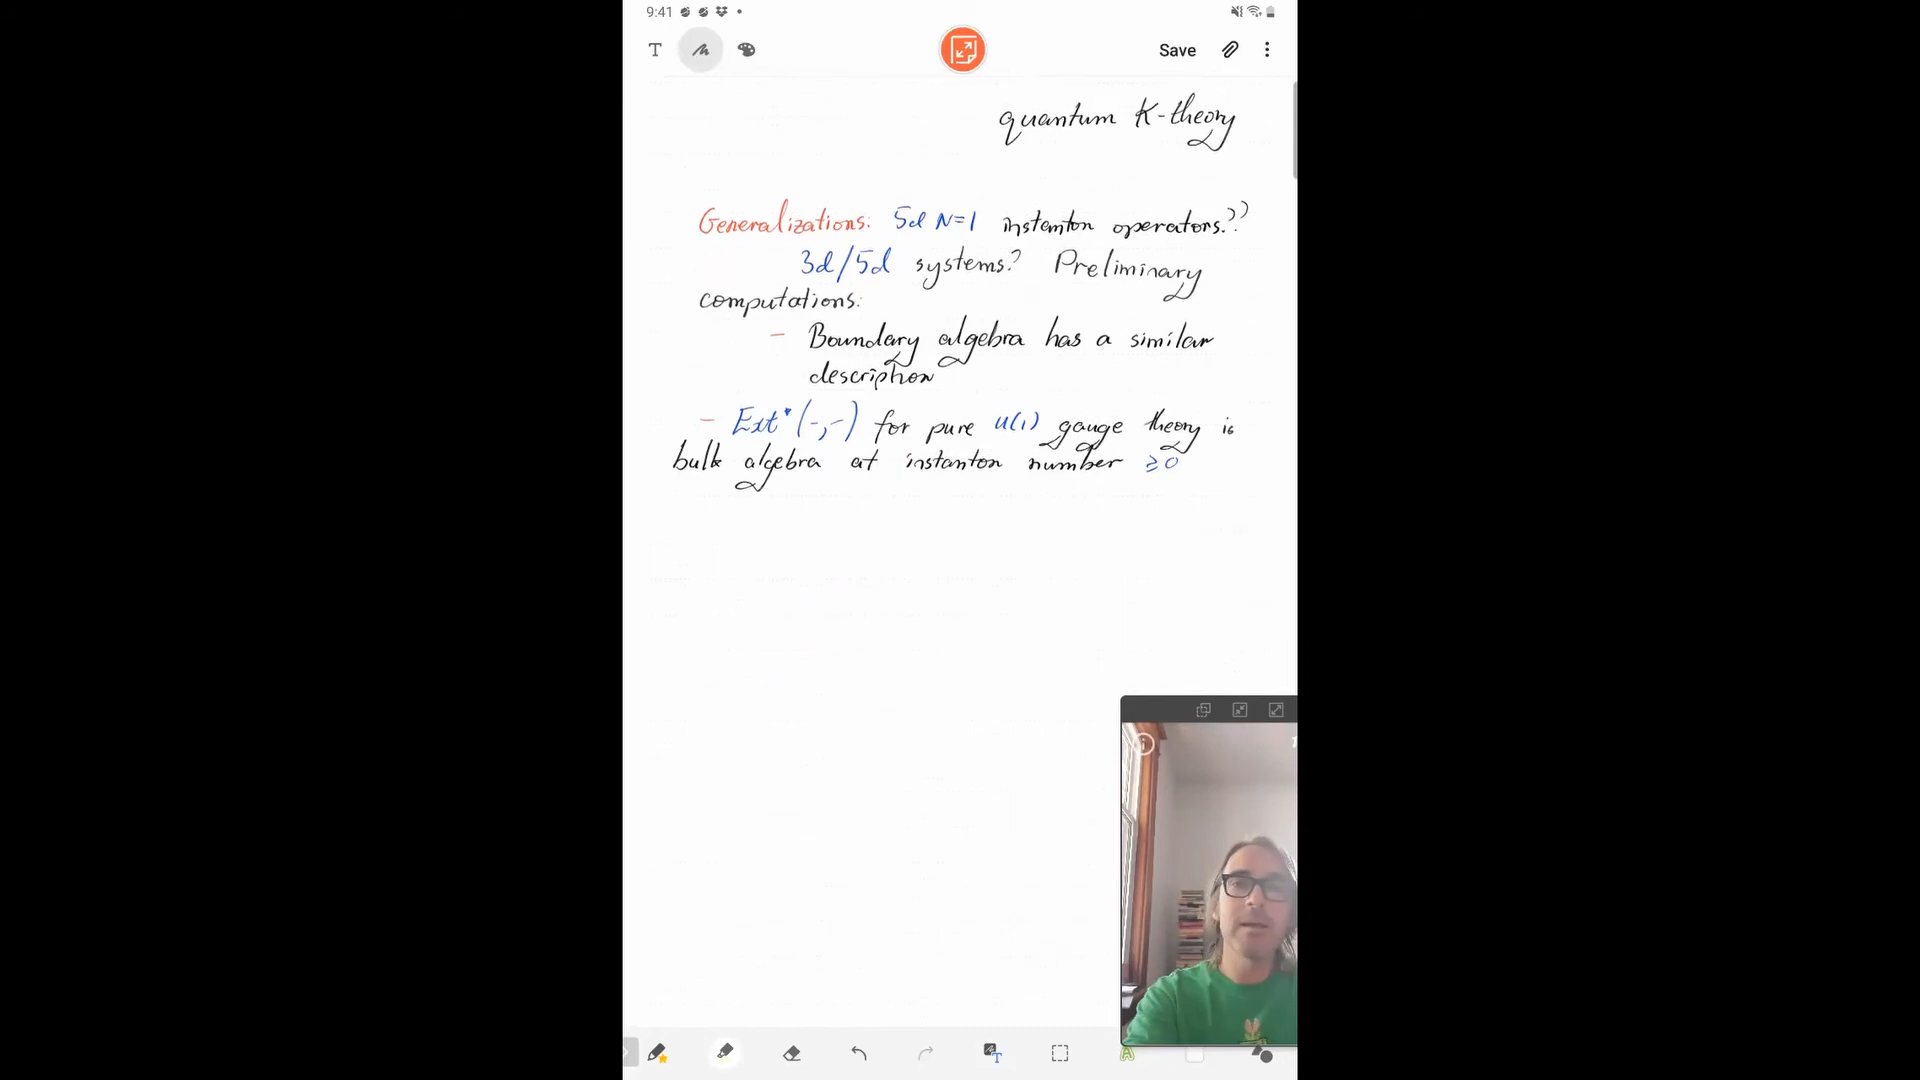 9:41
T
Save
quantum K-theory
Generalizations: 5d N=1 instanton operators??
3d/5d systems? Preliminary
computations:
- Boundary algebra has a similar
description
- Ext•(-,-) for pure U(1) gauge theory is
bulk algebra at instanton number ≥0